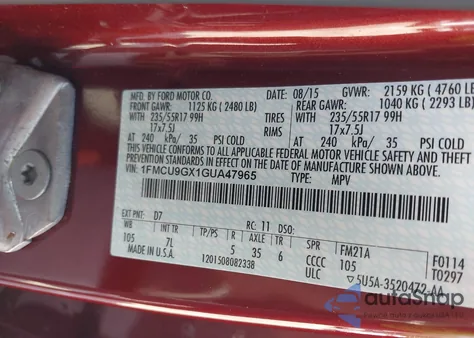 MFD. BY FORD MOTOR CO. DATE: 08/15 GVWR: 2159 KG ( 4760 LB
FRONT GAWR: 1125 KG ( 2480 LB) REAR GAWR: 1040 KG ( 2293 LB)
WITH 235/55R17 99H TIRES WITH 235/55R17 99H
17x7.5J RIMS 17x7.5J
AT 240 kPa/ 35 PSI COLD AT 240 kPa/ 35 PSI COLD
THIS VEHICLE CONFORMS TO ALL APPLICABLE FEDERAL MOTOR VEHICLE SAFETY AND THEFT
PREVENTION STANDARDS IN EFFECT ON THE DATE OF MANUFACTURE SHOWN ABOVE.
VIN: 1FMCU9GX1GUA47965 TYPE: MPV
EXT PNT: D7 RC: 11 DSO:
WB INT TR TP/PS R AXLE TR SPR FM21A F0114
105 7L 5 35 6 CCCC 105 T0297
MADE IN U.S.A. 1201508082338 ULC 5U5A-3520472-AA
autoShap